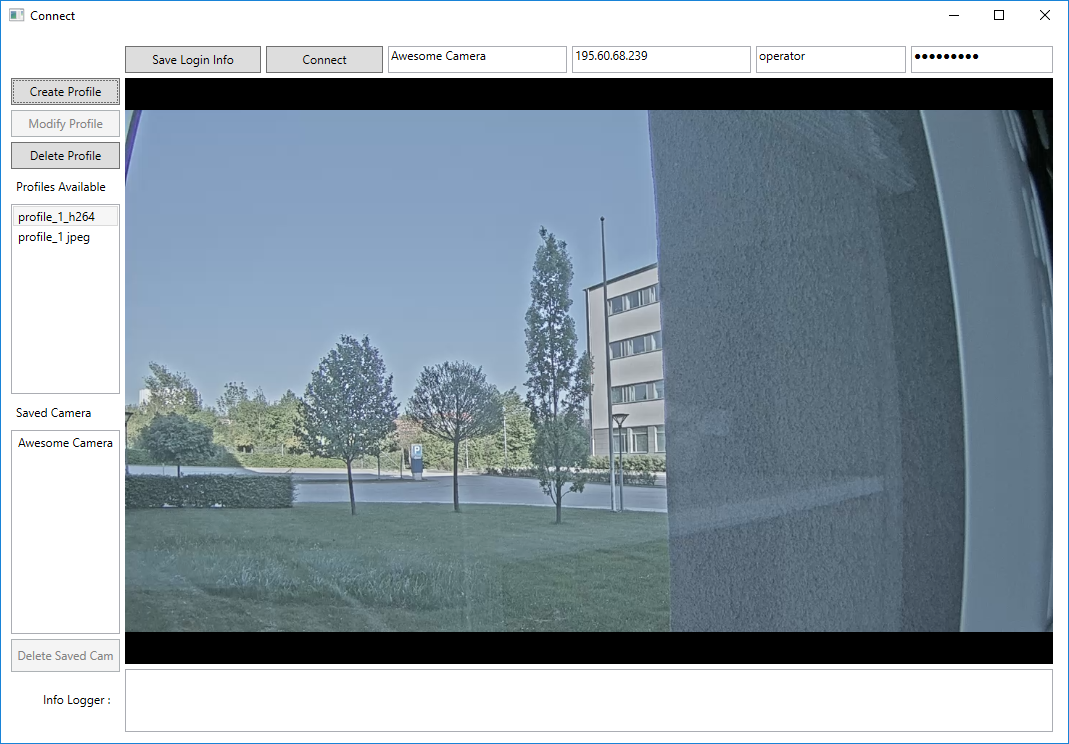 Connect
Save Login Info
Connect
Awesome Camera
195.60.68.239
operator
●●●●●●●●●
Create Profile
Modify Profile
Delete Profile
Profiles Available
profile_1_h264
profile_1 jpeg
P
Saved Camera
Awesome Camera
Delete Saved Cam
Info Logger :